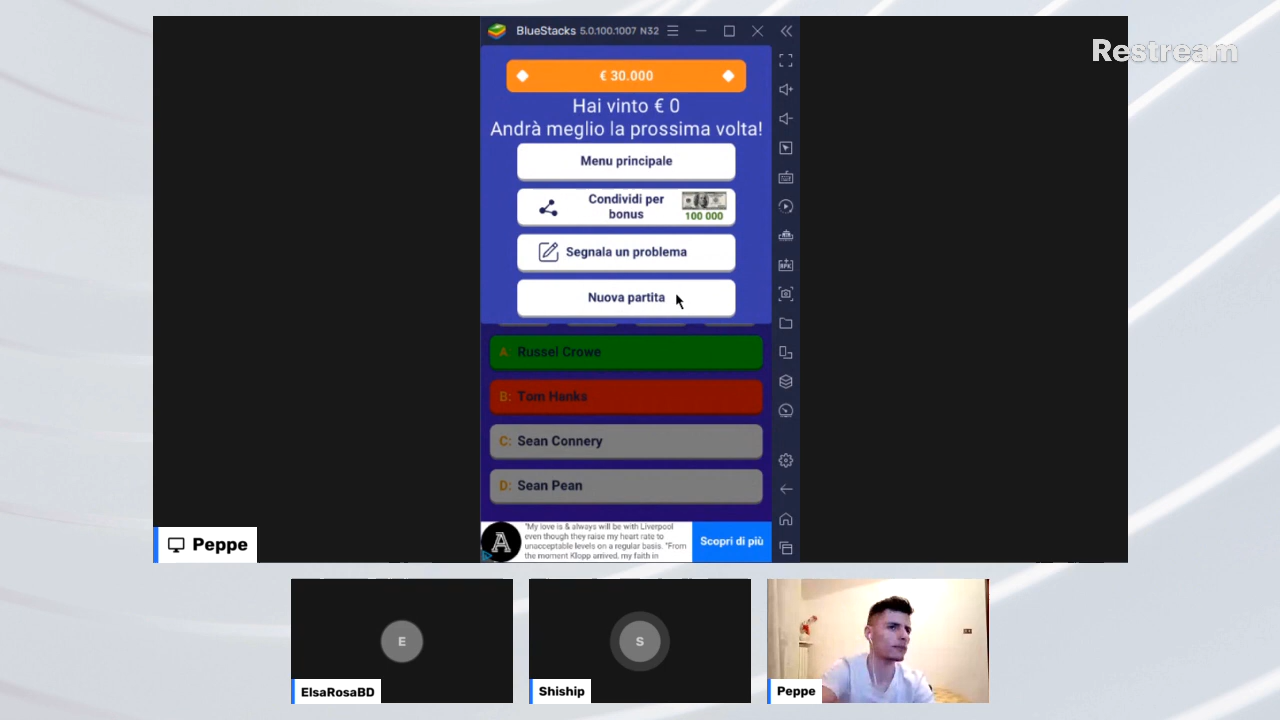 BlueStacks 5.0.100.1007 N32
Restream
€ 30.000
Hai vinto € 0
Andrà meglio la prossima volta!
Menu principale
Condividi per
bonus
100 000
Segnala un problema
Nuova partita
A: Russel Crowe
B: Tom Henks
C: Sean Connery
D: Sean Pean
"My love is & always will be with Liverpool
even though they raise my heart rate to
unacceptable levels on a regular basis. "From
the moment Klopp arrived, my faith in
Scopri di più
Peppe
E
ElsaRosaBD
S
Shiship
Peppe